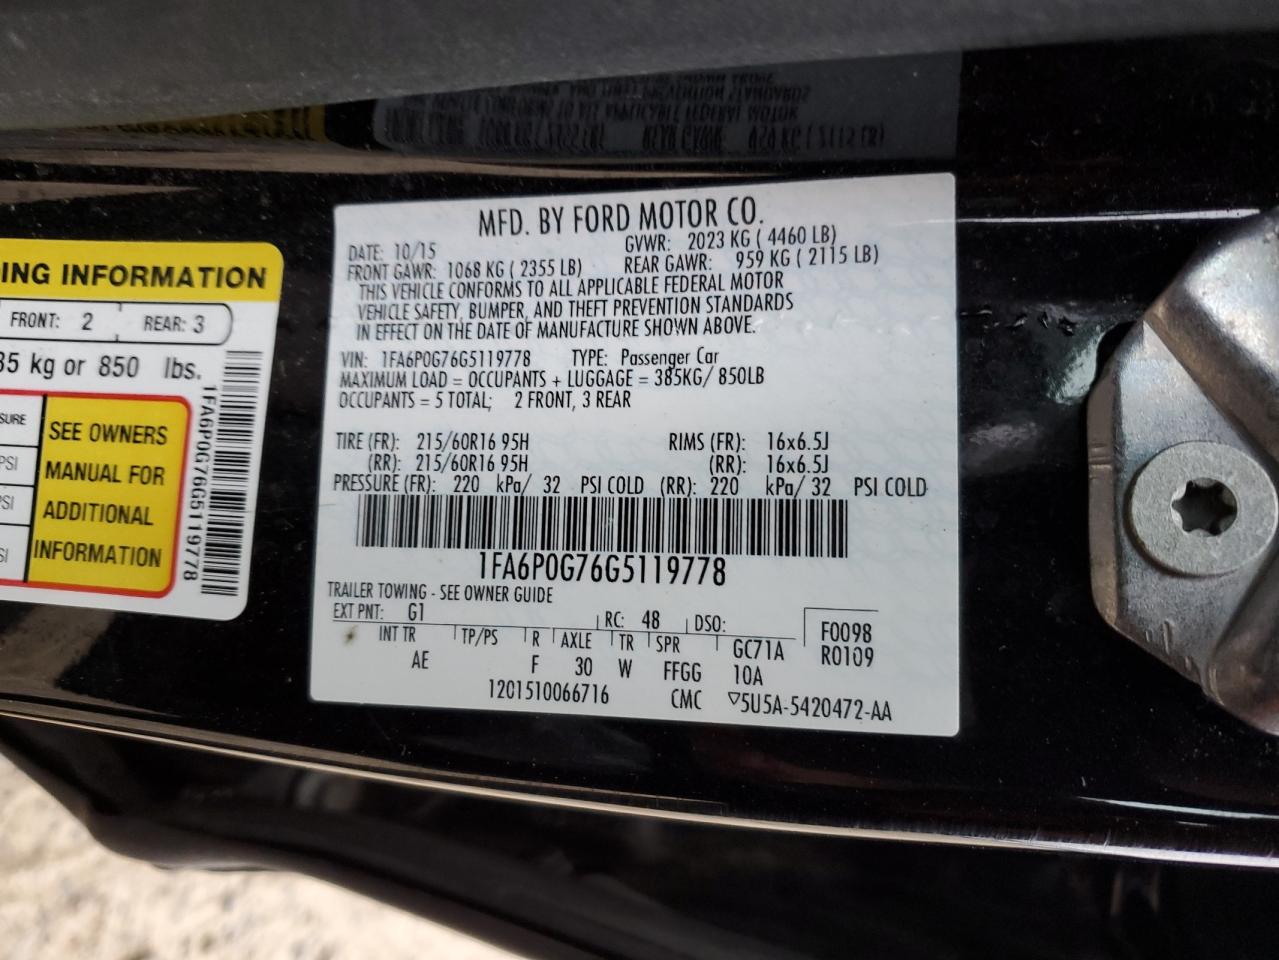 MFD. BY FORD MOTOR CO.
DATE: 10/15 GVWR: 2023 KG ( 4460 LB)
FRONT GAWR: 1068 KG ( 2355 LB) REAR GAWR: 959 KG ( 2115 LB)
THIS VEHICLE CONFORMS TO ALL APPLICABLE FEDERAL MOTOR
VEHICLE SAFETY, BUMPER, AND THEFT PREVENTION STANDARDS
IN EFFECT ON THE DATE OF MANUFACTURE SHOWN ABOVE.
VIN: 1FA6P0G76G5119778 TYPE: Passenger Car
MAXIMUM LOAD = OCCUPANTS + LUGGAGE = 385KG/ 850LB
OCCUPANTS = 5 TOTAL; 2 FRONT, 3 REAR
TIRE (FR): 215/60R16 95H RIMS (FR): 16x6.5J
(RR): 215/60R16 95H (RR): 16x6.5J
PRESSURE (FR): 220 kPa/ 32 PSI COLD (RR): 220 kPa/ 32 PSI COLD
1FA6P0G76G5119778
TRAILER TOWING - SEE OWNER GUIDE
EXT PNT: G1 RC: 48 DSO: F0098
INT TR TP/PS R AXLE TR SPR GC71A R0109
AE F 30 W FFGG 10A
1201510066716 CMC ▽5U5A-5420472-AA
ING INFORMATION
FRONT: 2 REAR: 3
85 kg or 850 lbs.
SURE
PSI
PSI
SI
SEE OWNERS
MANUAL FOR
ADDITIONAL
INFORMATION
1FA6P0G76G5119778